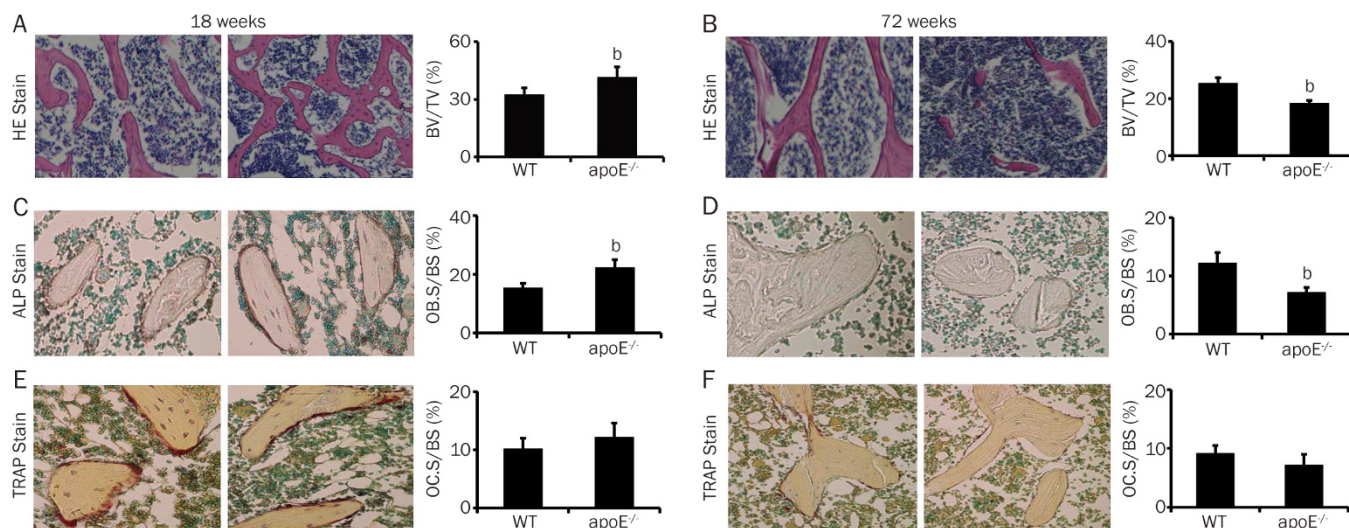 18 weeks
72 weeks
A
HE Stain
BV/TV (%)
60
30
0
b
WT
apoE⁻/⁻
B
HE Stain
BV/TV (%)
40
20
0
b
WT
apoE⁻/⁻
C
ALP Stain
OB.S/BS (%)
40
20
0
b
WT
apoE⁻/⁻
D
ALP Stain
OB.S/BS (%)
20
10
0
b
WT
apoE⁻/⁻
E
TRAP Stain
OC.S/BS (%)
20
10
0
WT
apoE⁻/⁻
F
TRAP Stain
OC.S/BS (%)
20
10
0
WT
apoE⁻/⁻